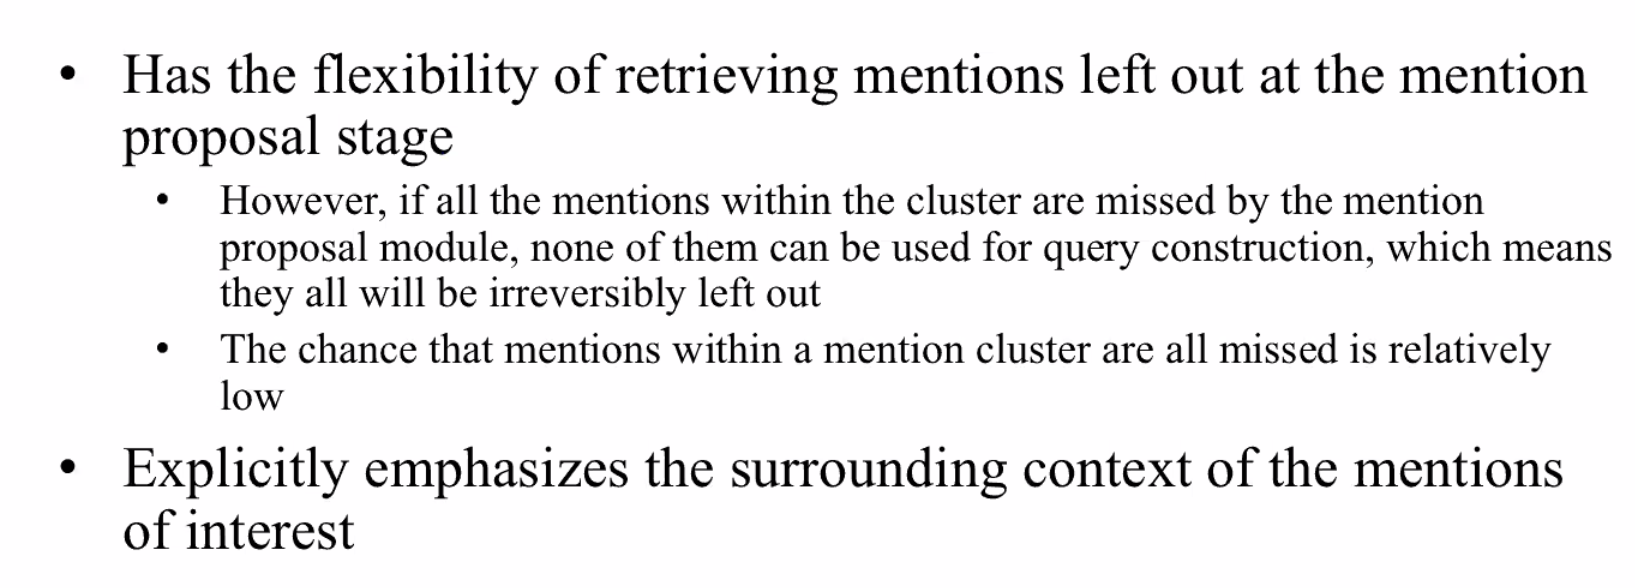 • Has the flexibility of retrieving mentions left out at the mention
proposal stage
• However, if all the mentions within the cluster are missed by the mention
proposal module, none of them can be used for query construction, which means
they all will be irreversibly left out
• The chance that mentions within a mention cluster are all missed is relatively
low
• Explicitly emphasizes the surrounding context of the mentions
of interest